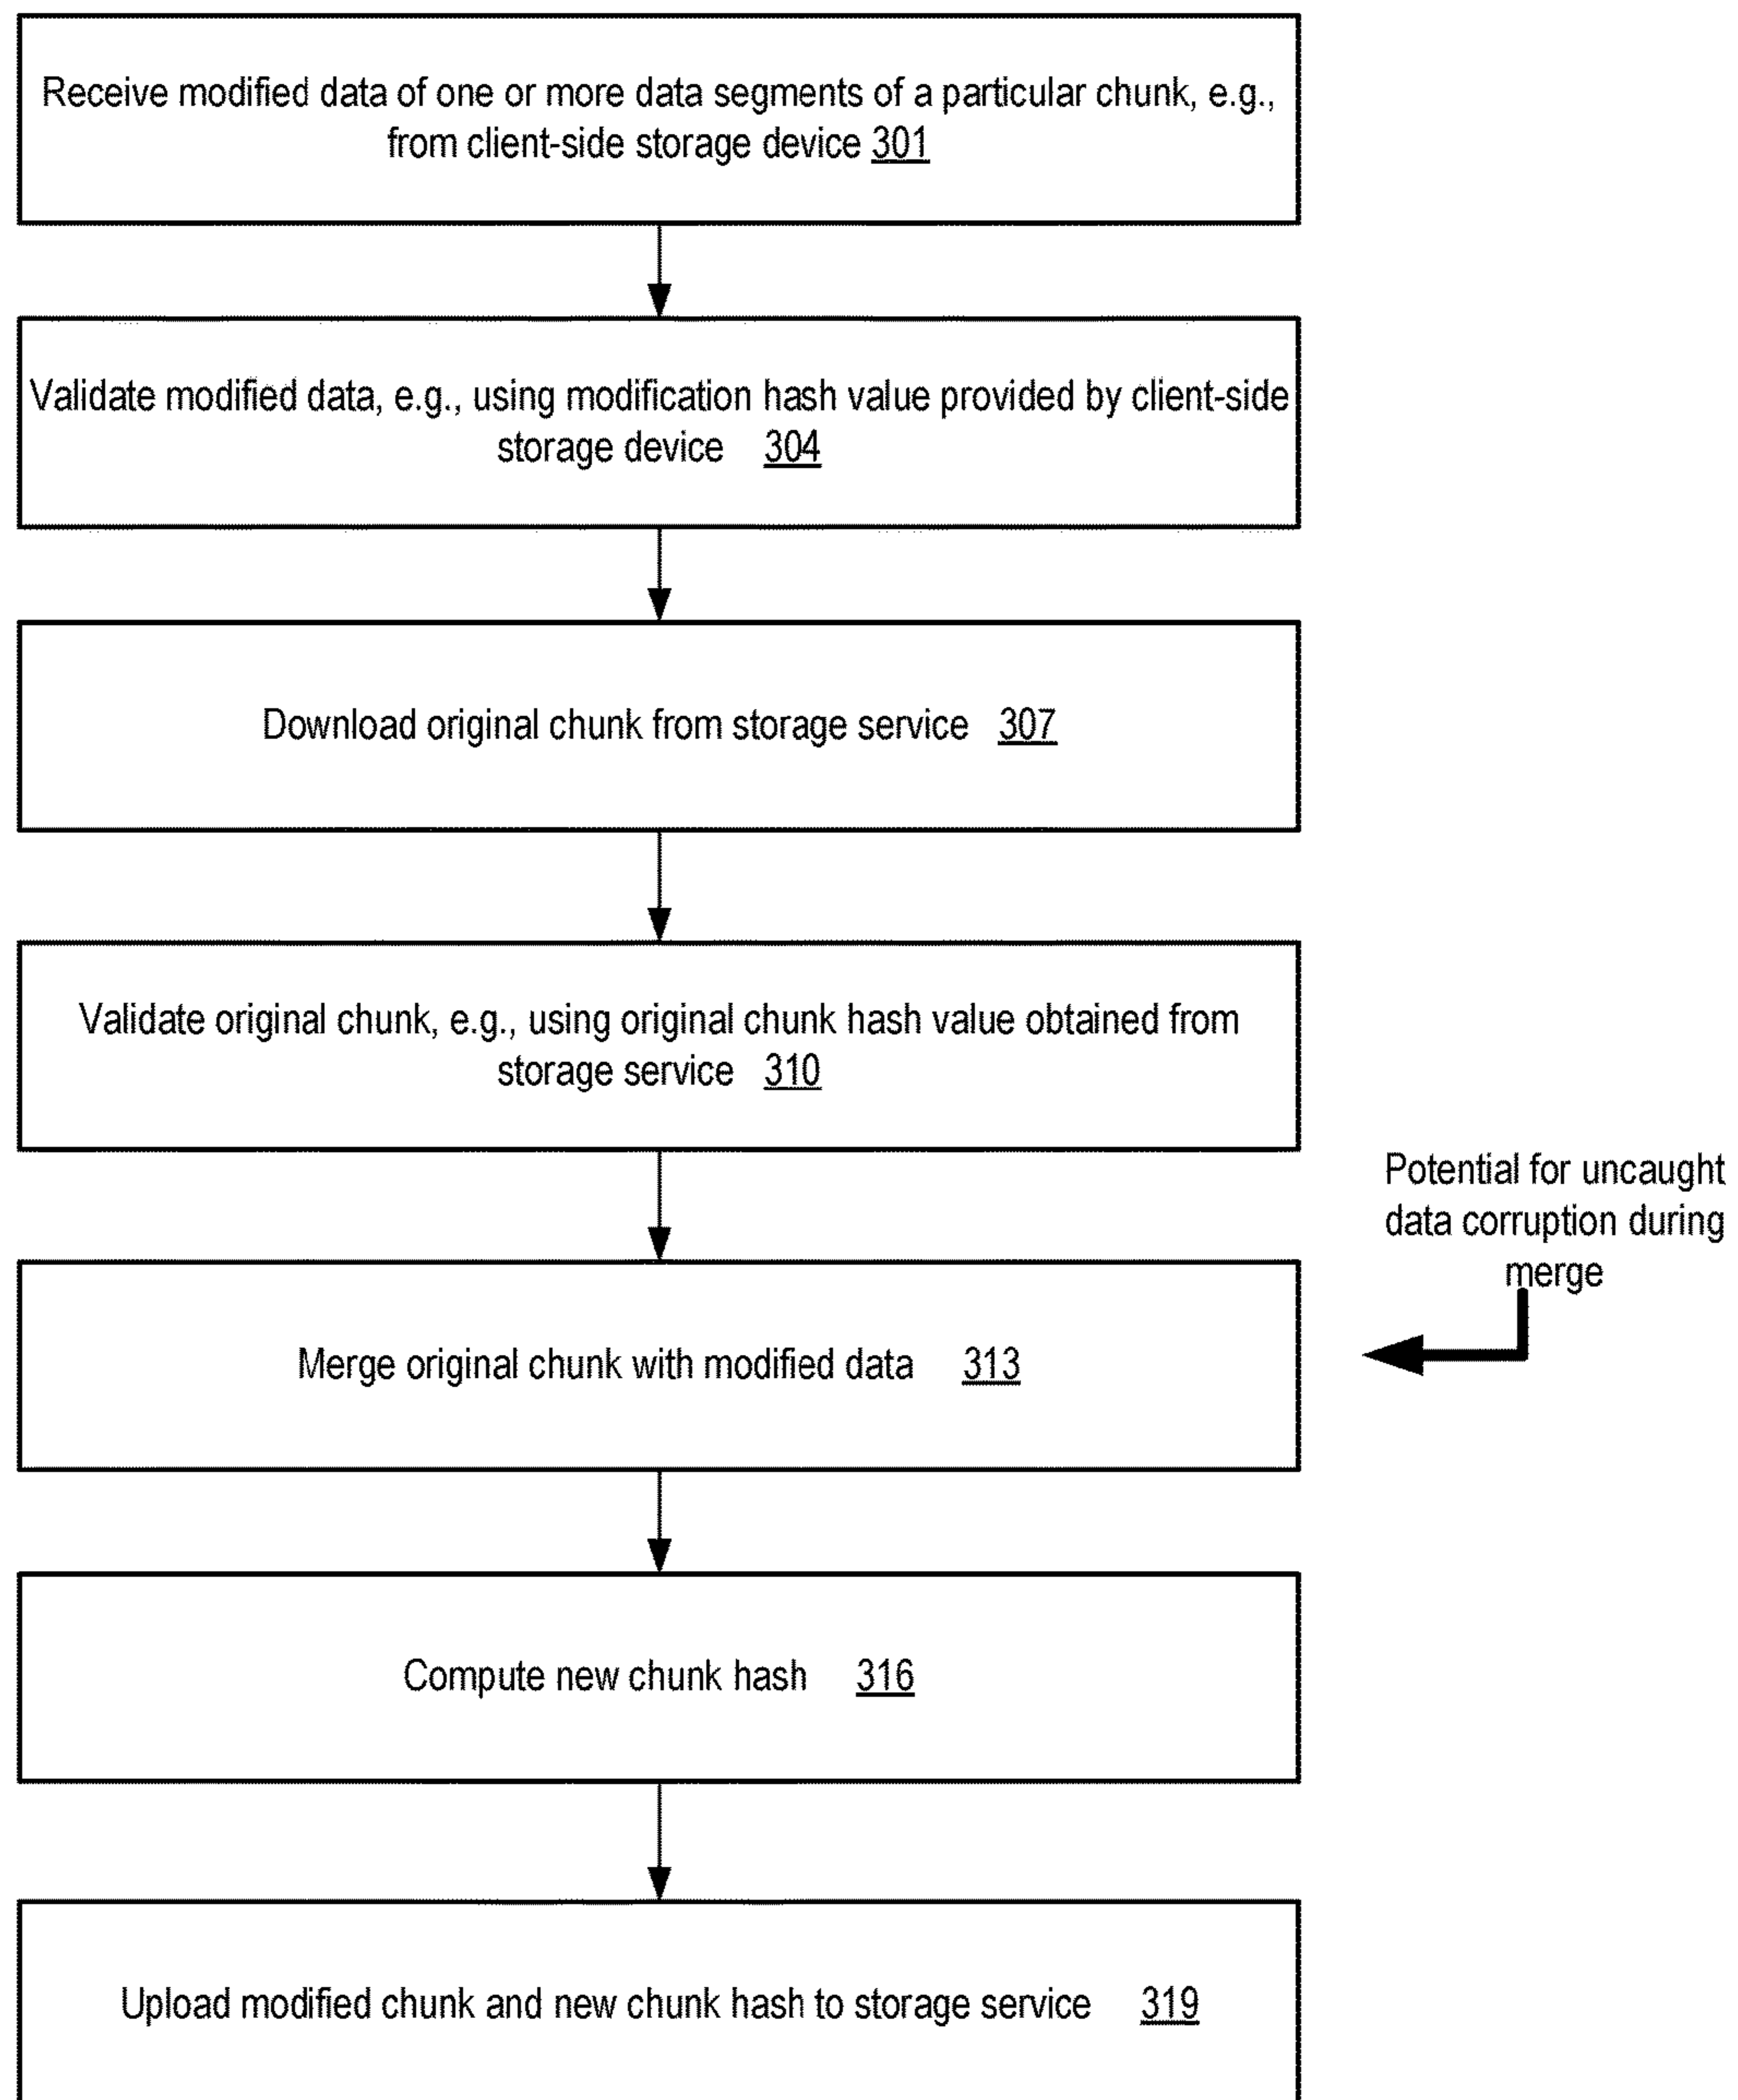 Receive modified data of one or more data segments of a particular chunk, e.g.,
from client-side storage device 301
Validate modified data, e.g., using modification hash value provided by client-side
storage device 304
Download original chunk from storage service 307
Validate original chunk, e.g., using original chunk hash value obtained from
storage service 310
Potential for uncaught
data corruption during
merge
Merge original chunk with modified data 313
Compute new chunk hash 316
Upload modified chunk and new chunk hash to storage service 319